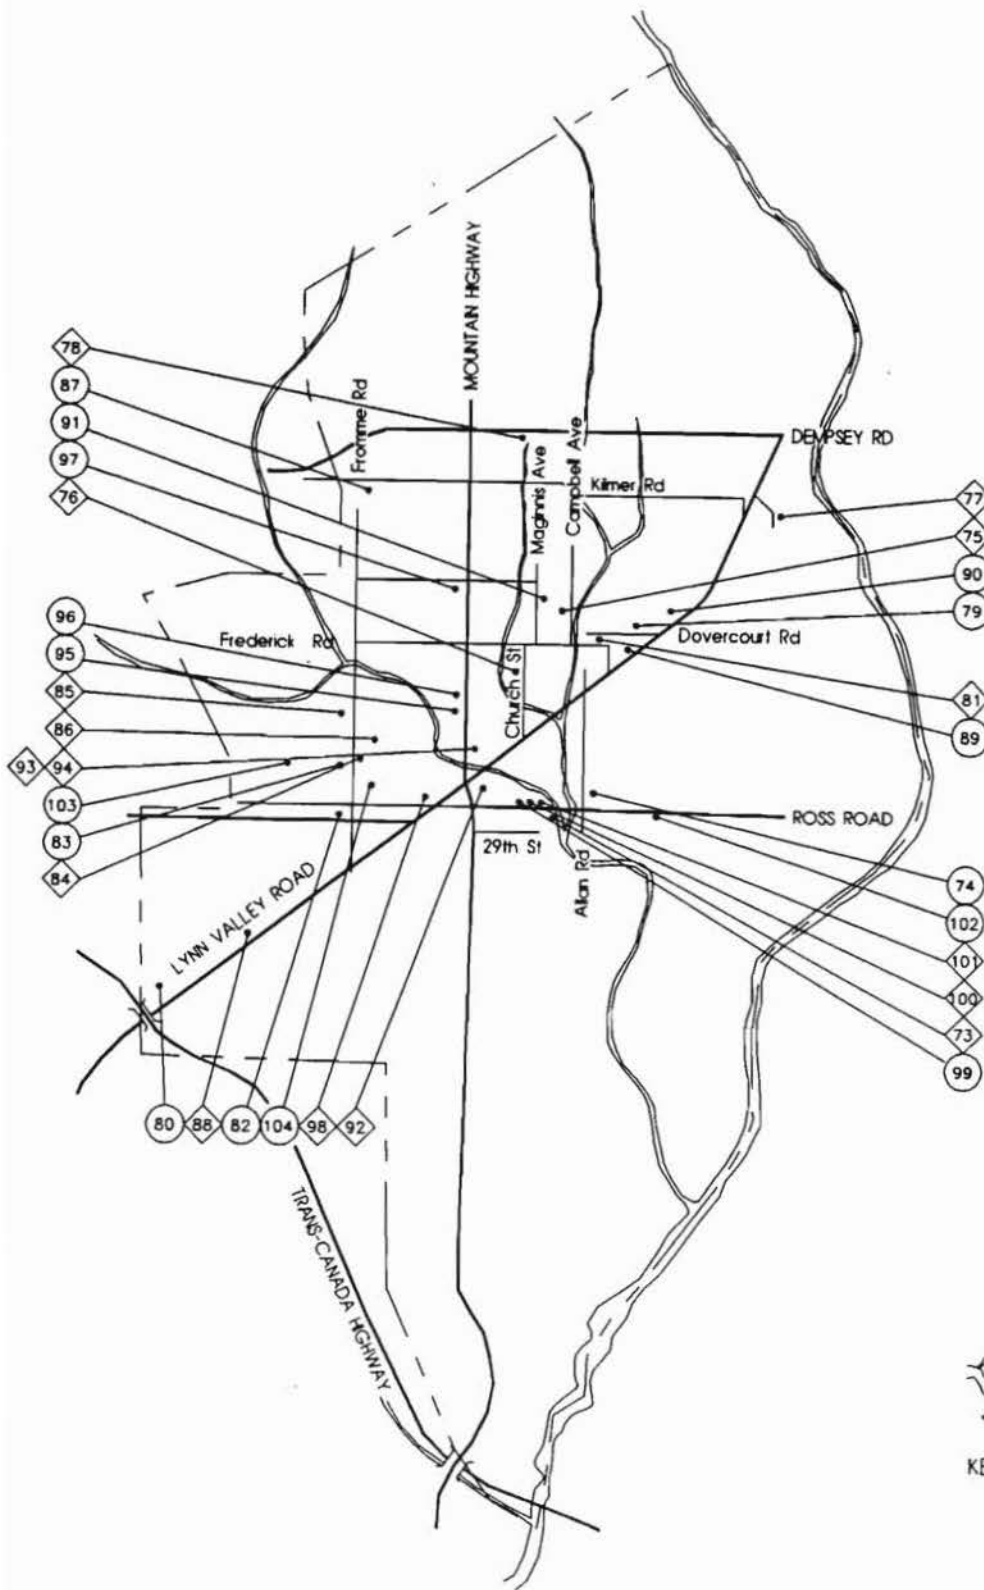 MOUNTAIN HIGHWAY
78
87
91
97
76
Fromme Rd
Maginnis Ave
Campbell Ave
DEMPSEY RD
Kilmer Rd
77
75
90
79
96
95
85
86
93 94
103
83
84
Frederick Rd
Church St
Dovercourt Rd
81
89
ROSS ROAD
29th St
Allan Rd
LYNN VALLEY ROAD
74
102
101
100
73
99
80 88 82 104 98 92
TRANS-CANADA HIGHWAY